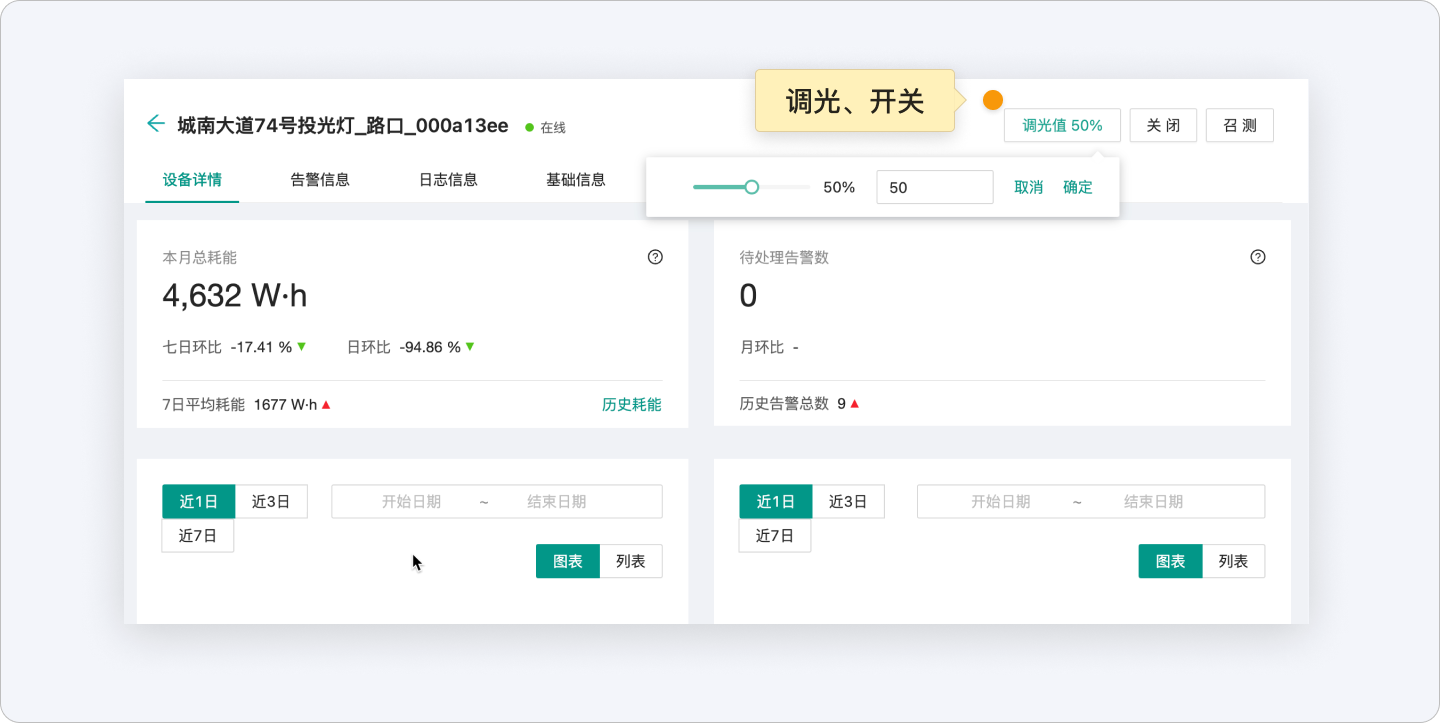 调光、开关
城南大道74号投光灯_路口_000a13ee 在线
调光值 50% 关 闭 召 测
设备详情 告警信息 日志信息 基础信息
50% 50 取消 确定
本月总耗能
4,632 W·h
七日环比 -17.41 % 日环比 -94.86 %
7日平均耗能 1677 W·h 历史耗能
待处理告警数
0
月环比 -
历史告警总数 9
近1日 近3日 开始日期 ~ 结束日期
近7日
图表 列表
近1日 近3日 开始日期 ~ 结束日期
近7日
图表 列表